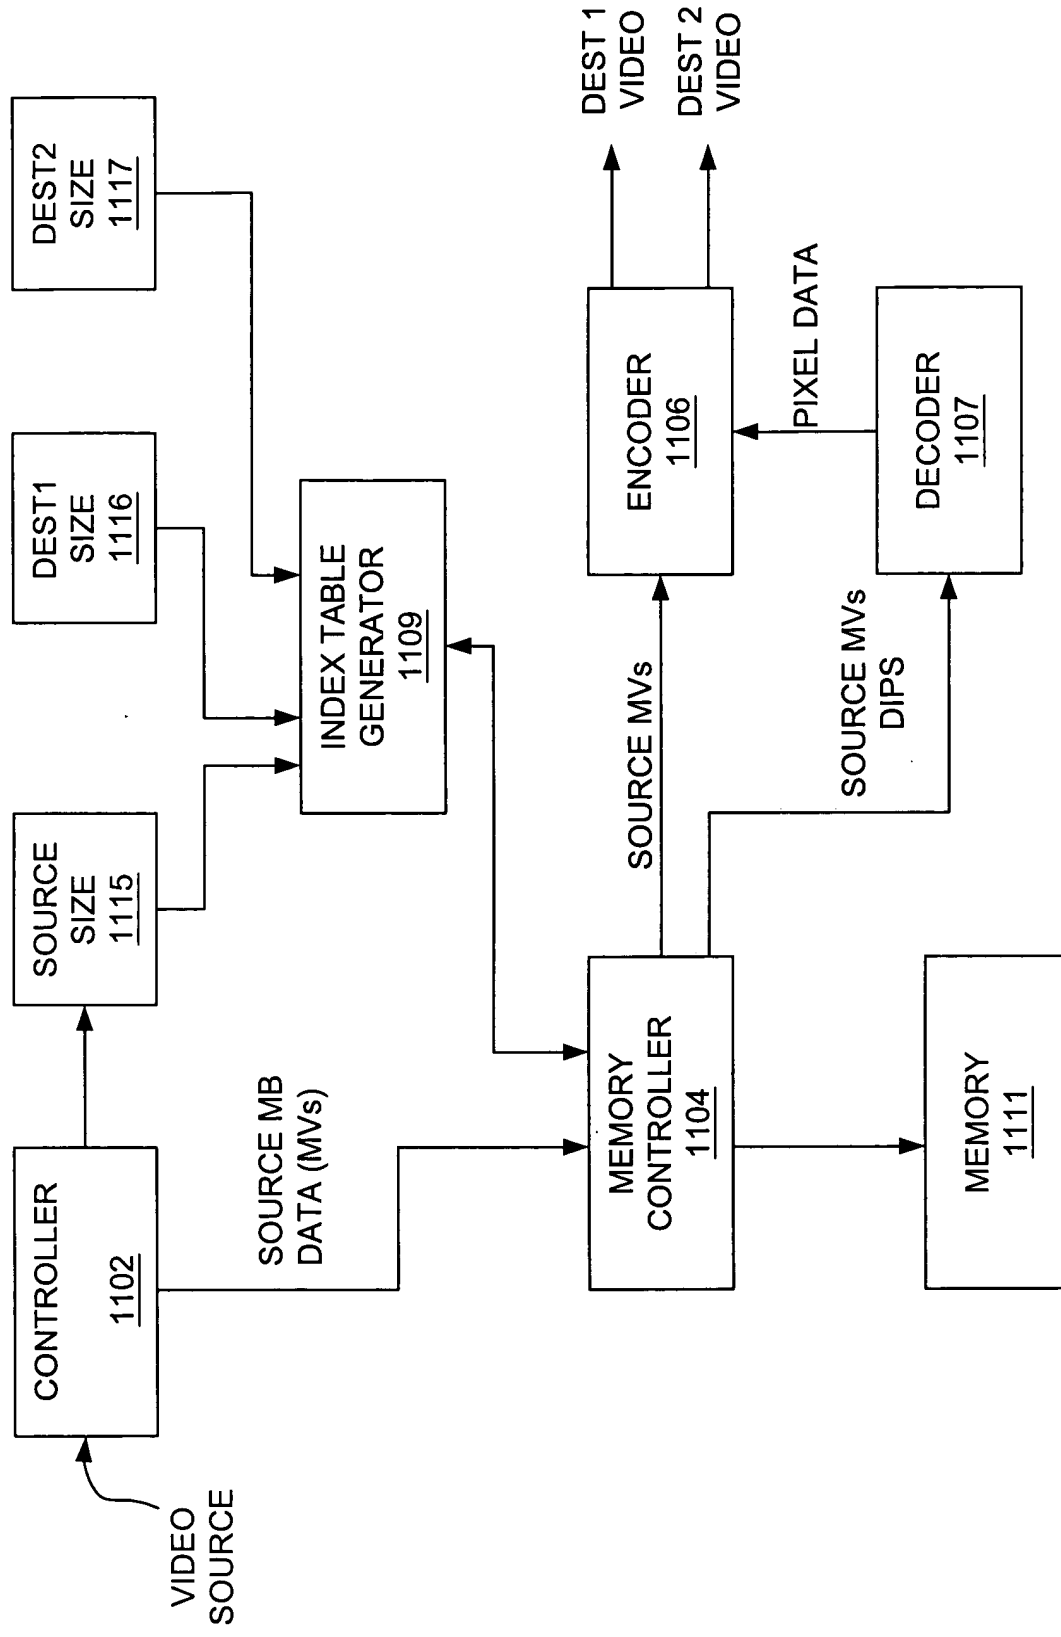 VIDEO
SOURCE
CONTROLLER
1102
SOURCE
SIZE
1115
DEST1
SIZE
1116
DEST2
SIZE
1117
SOURCE MB
DATA (MVs)
INDEX TABLE
GENERATOR
1109
MEMORY
CONTROLLER
1104
SOURCE MVs
ENCODER
1106
DEST 1
VIDEO
DEST 2
VIDEO
PIXEL DATA
SOURCE MVs
DIPS
MEMORY
1111
DECODER
1107